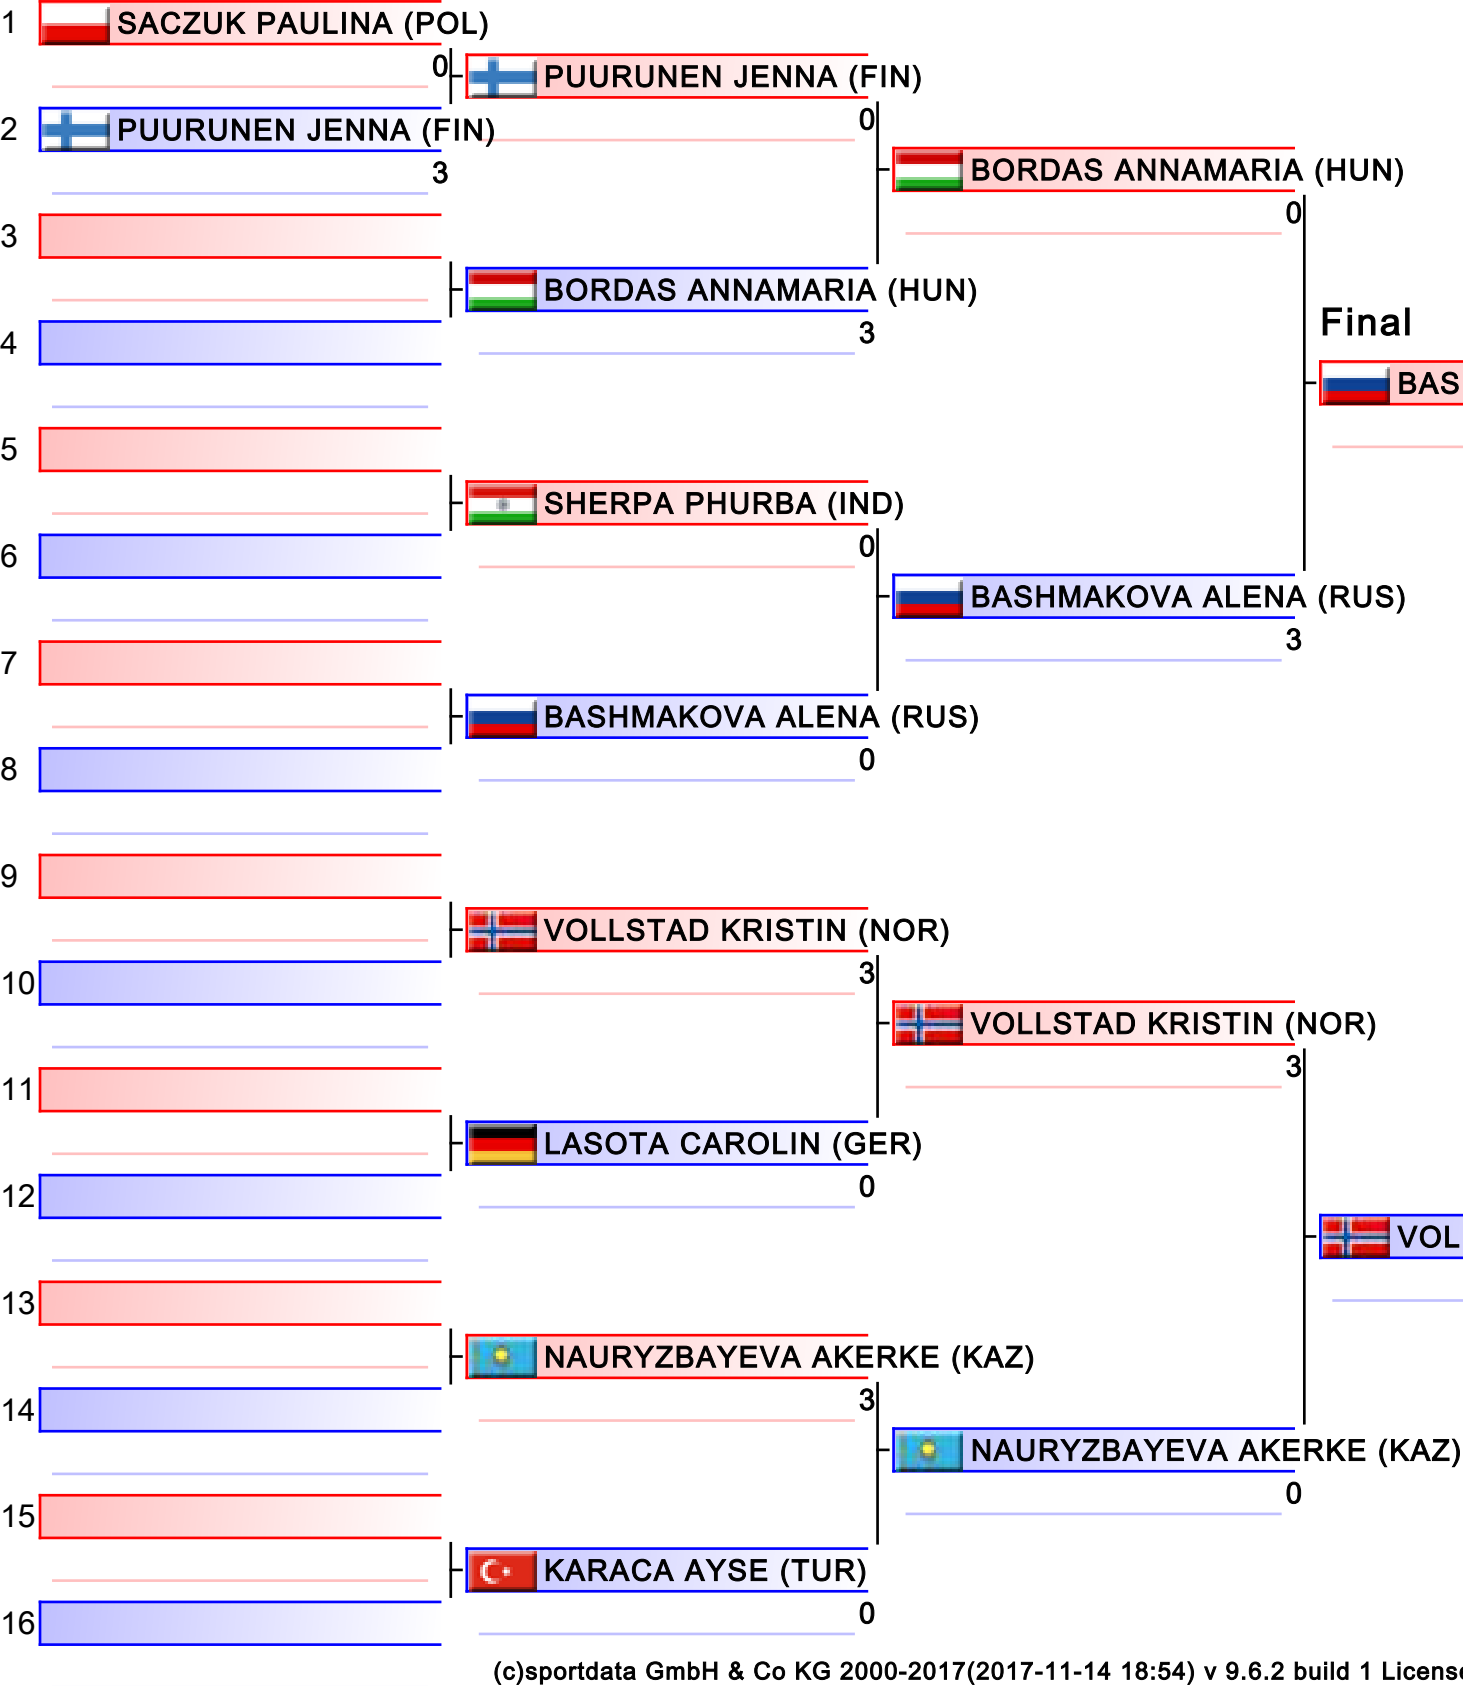 1 SACZUK PAULINA (POL)
0
PUURUNEN JENNA (FIN)
0
2 PUURUNEN JENNA (FIN)
3
BORDAS ANNAMARIA (HUN)
0
3
BORDAS ANNAMARIA (HUN)
3
4
Final
BAS
5
SHERPA PHURBA (IND)
0
6
BASHMAKOVA ALENA (RUS)
3
7
BASHMAKOVA ALENA (RUS)
0
8
9
VOLLSTAD KRISTIN (NOR)
3
10
VOLLSTAD KRISTIN (NOR)
3
11
LASOTA CAROLIN (GER)
0
12
VOL
13
NAURYZBAYEVA AKERKE (KAZ)
3
14
NAURYZBAYEVA AKERKE (KAZ)
0
15
KARACA AYSE (TUR)
0
16
(c)sportdata GmbH & Co KG 2000-2017(2017-11-14 18:54) v 9.6.2 build 1 License